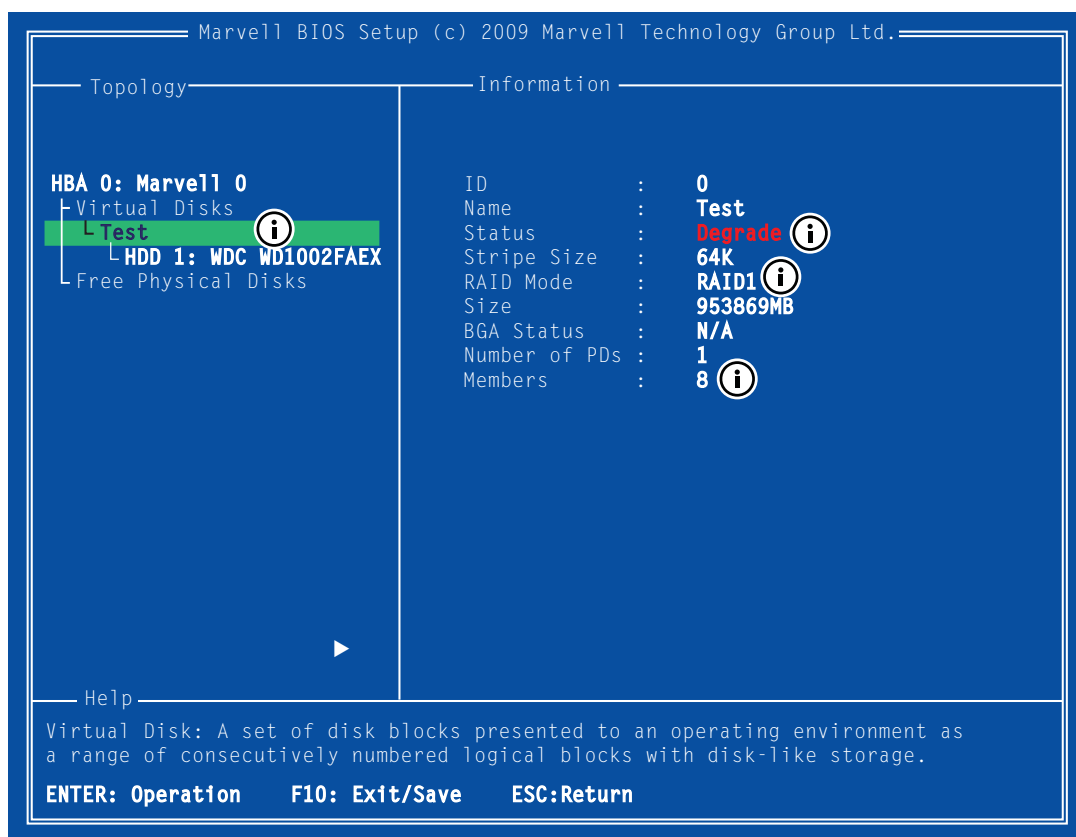 Marvell BIOS Setup (c) 2009 Marvell Technology Group Ltd.
Topology
HBA 0: Marvell 0
Virtual Disks
Test
HDD 1: WDC WD1002FAEX
Free Physical Disks
Information
ID : 0
Name : Test
Status : Degrade
Stripe Size : 64K
RAID Mode : RAID1
Size : 953869MB
BGA Status : N/A
Number of PDs : 1
Members : 8
Help
Virtual Disk: A set of disk blocks presented to an operating environment as
a range of consecutively numbered logical blocks with disk-like storage.
ENTER: Operation F10: Exit/Save ESC:Return